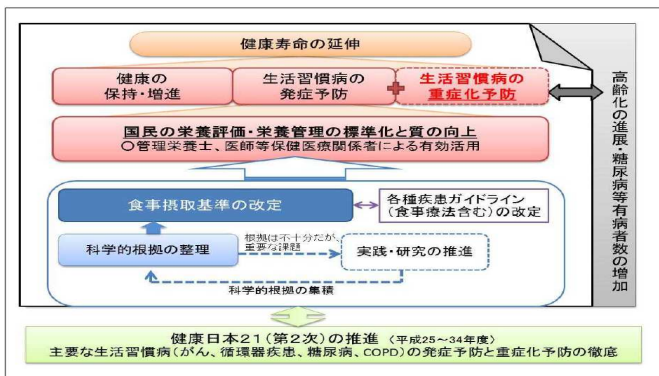 健康寿命の延伸
健康の
保持・増進
生活習慣病の
発症予防
+
生活習慣病の
重症化予防
高齢化の進展・糖尿病等有病者数の増加
国民の栄養評価・栄養管理の標準化と質の向上
○管理栄養士、医師等保健医療関係者による有効活用
食事摂取基準の改定
各種疾患ガイドライン
(食事療法含む)の改定
科学的根拠の整理
根拠は不十分だが、
重要な課題
実践・研究の推進
科学的根拠の集積
健康日本21(第2次)の推進 (平成25~34年度)
主要な生活習慣病(がん、循環器疾患、糖尿病、COPD)の発症予防と重症化予防の徹底